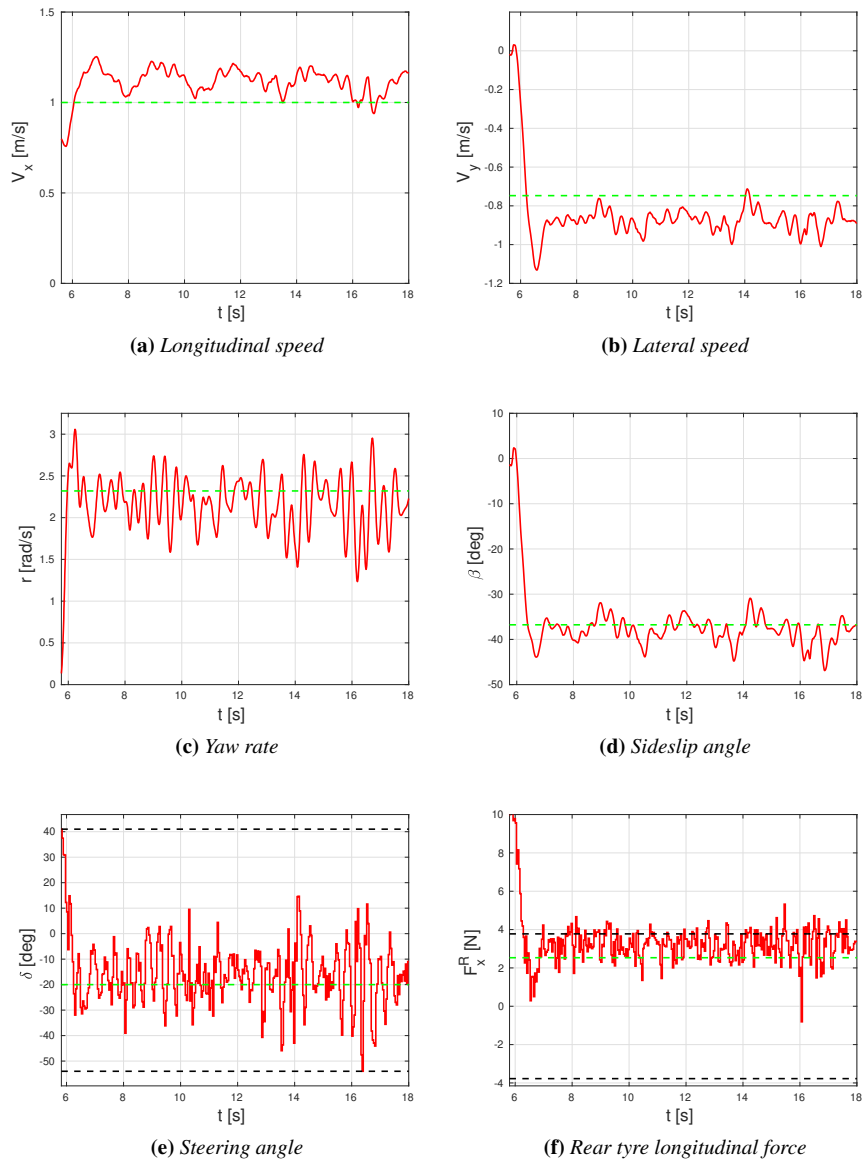 1.5
1
0.5
0
V_x [m/s]
6 8 10 12 14 16 18
t [s]
(a) Longitudinal speed
0
-0.2
-0.4
-0.6
-0.8
-1
-1.2
V_y [m/s]
6 8 10 12 14 16 18
t [s]
(b) Lateral speed
3
2.5
2
1.5
1
0.5
0
r [rad/s]
6 8 10 12 14 16 18
t [s]
(c) Yaw rate
10
0
-10
-20
-30
-40
-50
β [deg]
6 8 10 12 14 16 18
t [s]
(d) Sideslip angle
40
30
20
10
0
-10
-20
-30
-40
-50
δ [deg]
6 8 10 12 14 16 18
t [s]
(e) Steering angle
10
8
6
4
2
0
-2
-4
F_x^R [N]
6 8 10 12 14 16 18
t [s]
(f) Rear tyre longitudinal force